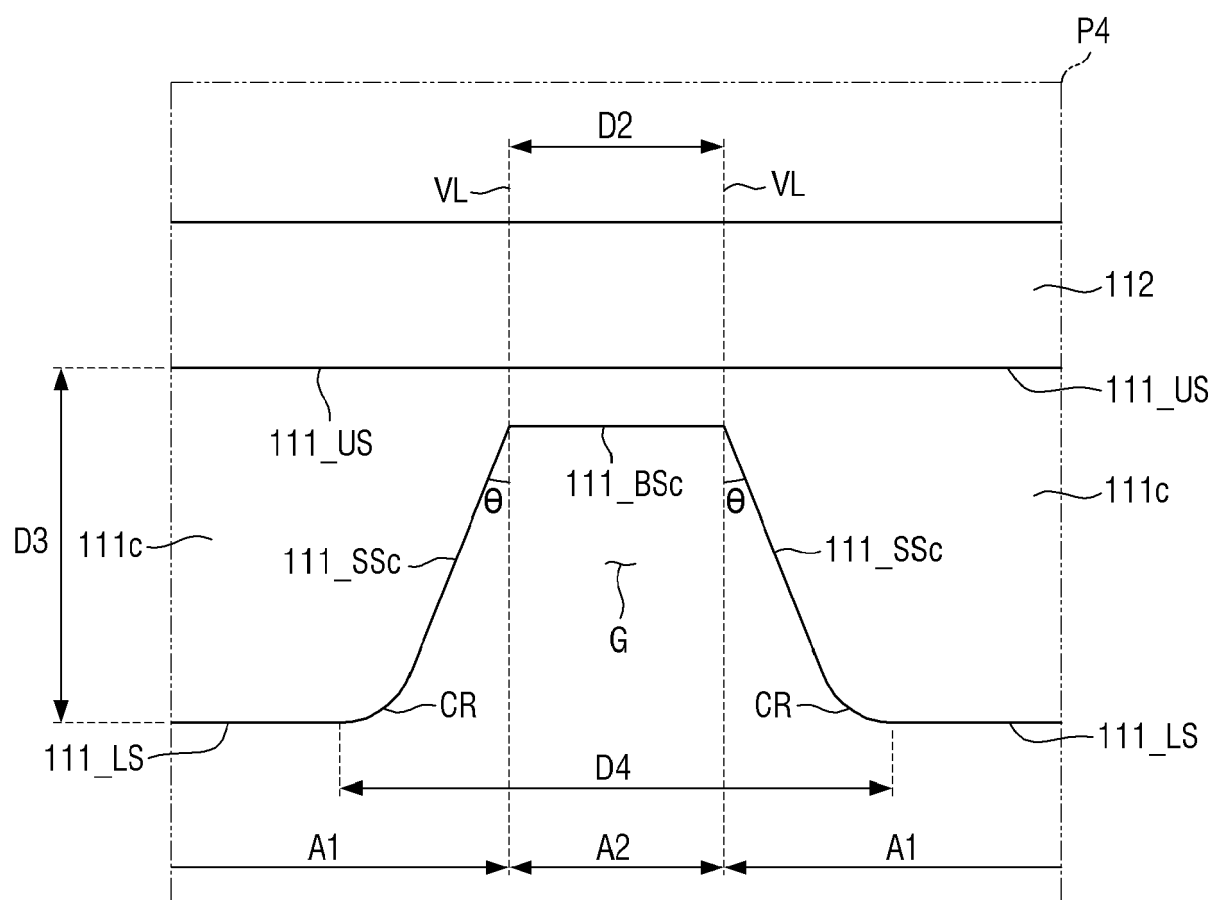 P4
D2
VL
VL
112
111_US
111_US
111_BSc
111c
θ
θ
D3
111c
111_SSc
111_SSc
G
CR
CR
111_LS
111_LS
D4
A1
A2
A1